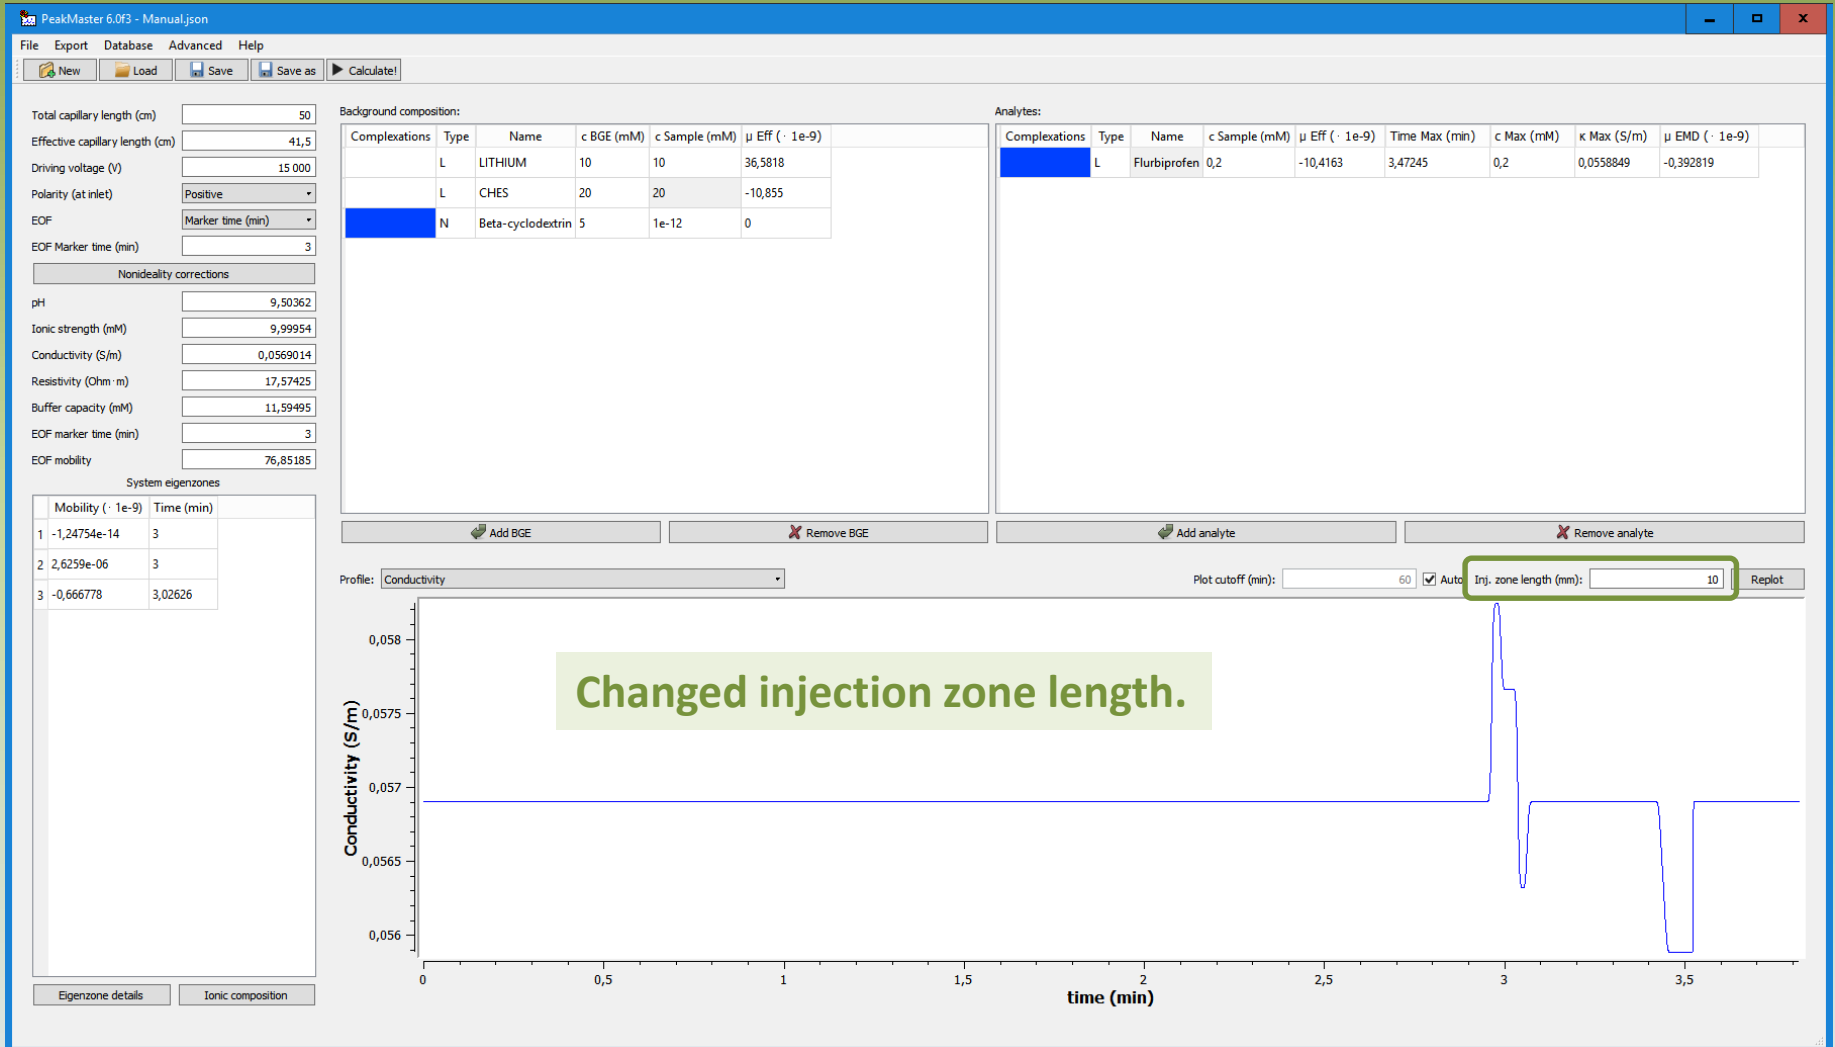 PeakMaster 6.0f3 - Manual.json
File Export Database Advanced Help
New Load Save Save as Calculate!
Total capillary length (cm) 50
Effective capillary length (cm) 41,5
Driving voltage (V) 15 000
Polarity (at inlet) Positive
EOF Marker time (min)
EOF Marker time (min) 3
Nonideality corrections
pH 9,50362
Ionic strength (mM) 9,99954
Conductivity (S/m) 0,0569014
Resistivity (Ohm·m) 17,57425
Buffer capacity (mM) 11,59495
EOF marker time (min) 3
EOF mobility 76,85185
System eigenzones
Mobility (· 1e-9) Time (min)
1 -1,24754e-14 3
2 2,6259e-06 3
3 -0,666778 3,02626
Eigenzone details Ionic composition
Background composition:
Complexations Type Name c BGE (mM) c Sample (mM) μ Eff (· 1e-9)
L LITHIUM 10 10 36,5818
L CHES 20 20 -10,855
N Beta-cyclodextrin 5 1e-12 0
Add BGE Remove BGE
Analytes:
Complexations Type Name c Sample (mM) μ Eff (· 1e-9) Time Max (min) c Max (mM) κ Max (S/m) μ EMD (· 1e-9)
L Flurbiprofen 0,2 -10,4163 3,47245 0,2 0,0558849 -0,392819
Add analyte Remove analyte
Profile: Conductivity Plot cutoff (min): 60 Auto Inj. zone length (mm): 10 Replot
Changed injection zone length.
Conductivity (S/m)
0,058
0,0575
0,057
0,0565
0,056
0 0,5 1 1,5 2 2,5 3 3,5
time (min)